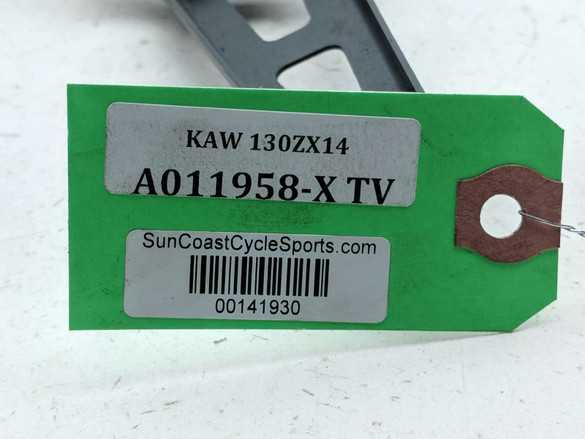 KAW 130ZX14
A011958-X TV
SunCoastCycleSports.com
00141930